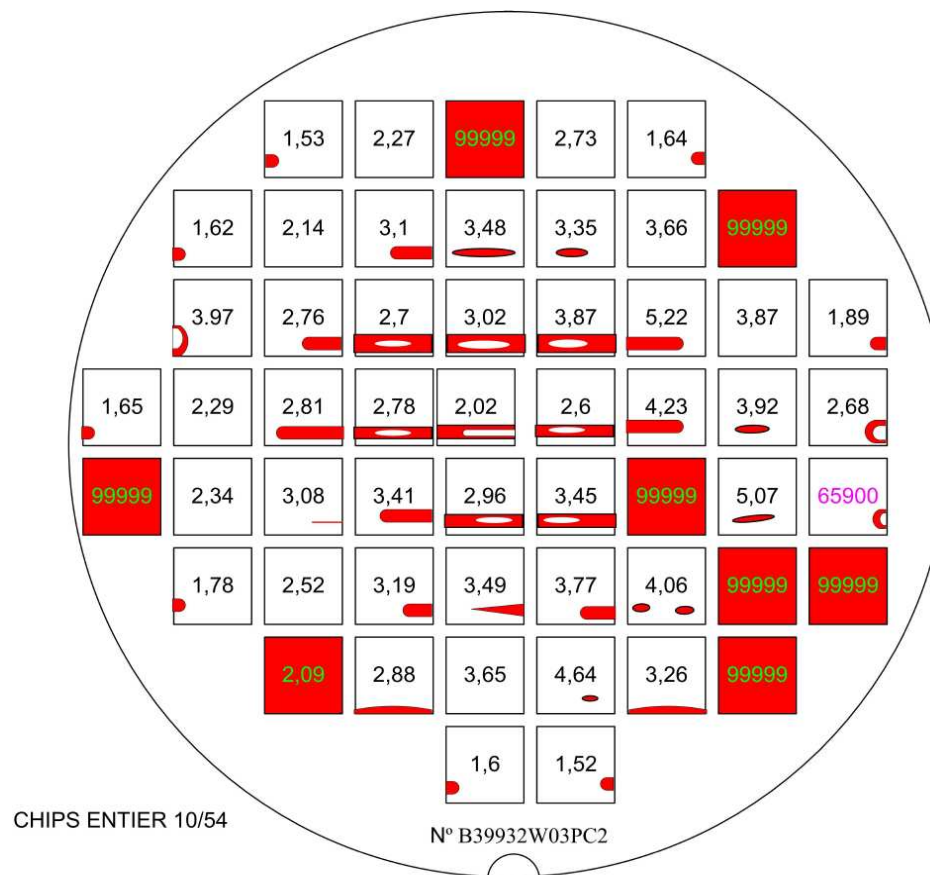 1,53 2,27 99999 2,73 1,64
1,62 2,14 3,1 3,48 3,35 3,66 99999
3.97 2,76 2,7 3,02 3,87 5,22 3,87 1,89
1,65 2,29 2,81 2,78 2,02 2,6 4,23 3,92 2,68
99999 2,34 3,08 3,41 2,96 3,45 99999 5,07 65900
1,78 2,52 3,19 3,49 3,77 4,06 99999 99999
2,09 2,88 3,65 4,64 3,26 99999
1,6 1,52
CHIPS ENTIER 10/54
Nº B39932W03PC2